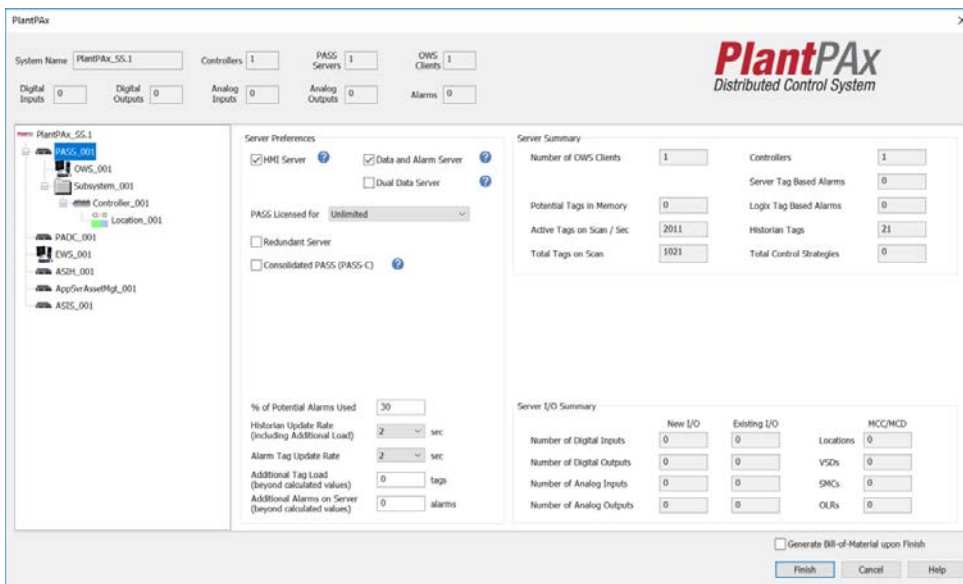 PlantPAx
System Name PlantPAx_SS.1 Controllers 1 PASS Servers 1 OWS Clients 1
Digital Inputs 0 Digital Outputs 0 Analog Inputs 0 Analog Outputs 0 Alarms 0
PlantPAx
Distributed Control System
PlantPAx_SS.1
PASS_001
OWS_001
Subsystem_001
Controller_001
Location_001
PADC_001
EWS_001
ASIH_001
AppSvrAssetMgt_001
ASIS_001
Server Preferences
HMI Server ? Data and Alarm Server ?
Dual Data Server ?
PASS Licensed for Unlimited
Redundant Server
Consolidated PASS (PASS-C) ?
% of Potential Alarms Used 30
Historian Update Rate
(including Additional Load) 2 sec
Alarm Tag Update Rate 2 sec
Additional Tag Load
(beyond calculated values) 0 tags
Additional Alarms on Server
(beyond calculated values) 0 alarms
Server Summary
Number of OWS Clients 1 Controllers 1
Server Tag Based Alarms 0
Potential Tags in Memory 0 Logix Tag Based Alarms 0
Active Tags on Scan / Sec 2011 Historian Tags 21
Total Tags on Scan 1021 Total Control Strategies 0
Server I/O Summary
New I/O Existing I/O MCC/MCD
Number of Digital Inputs 0 0 Locations 0
Number of Digital Outputs 0 0 VSDs 0
Number of Analog Inputs 0 0 SMCs 0
Number of Analog Outputs 0 0 OLRs 0
Generate Bill-of-Material upon Finish
Finish Cancel Help